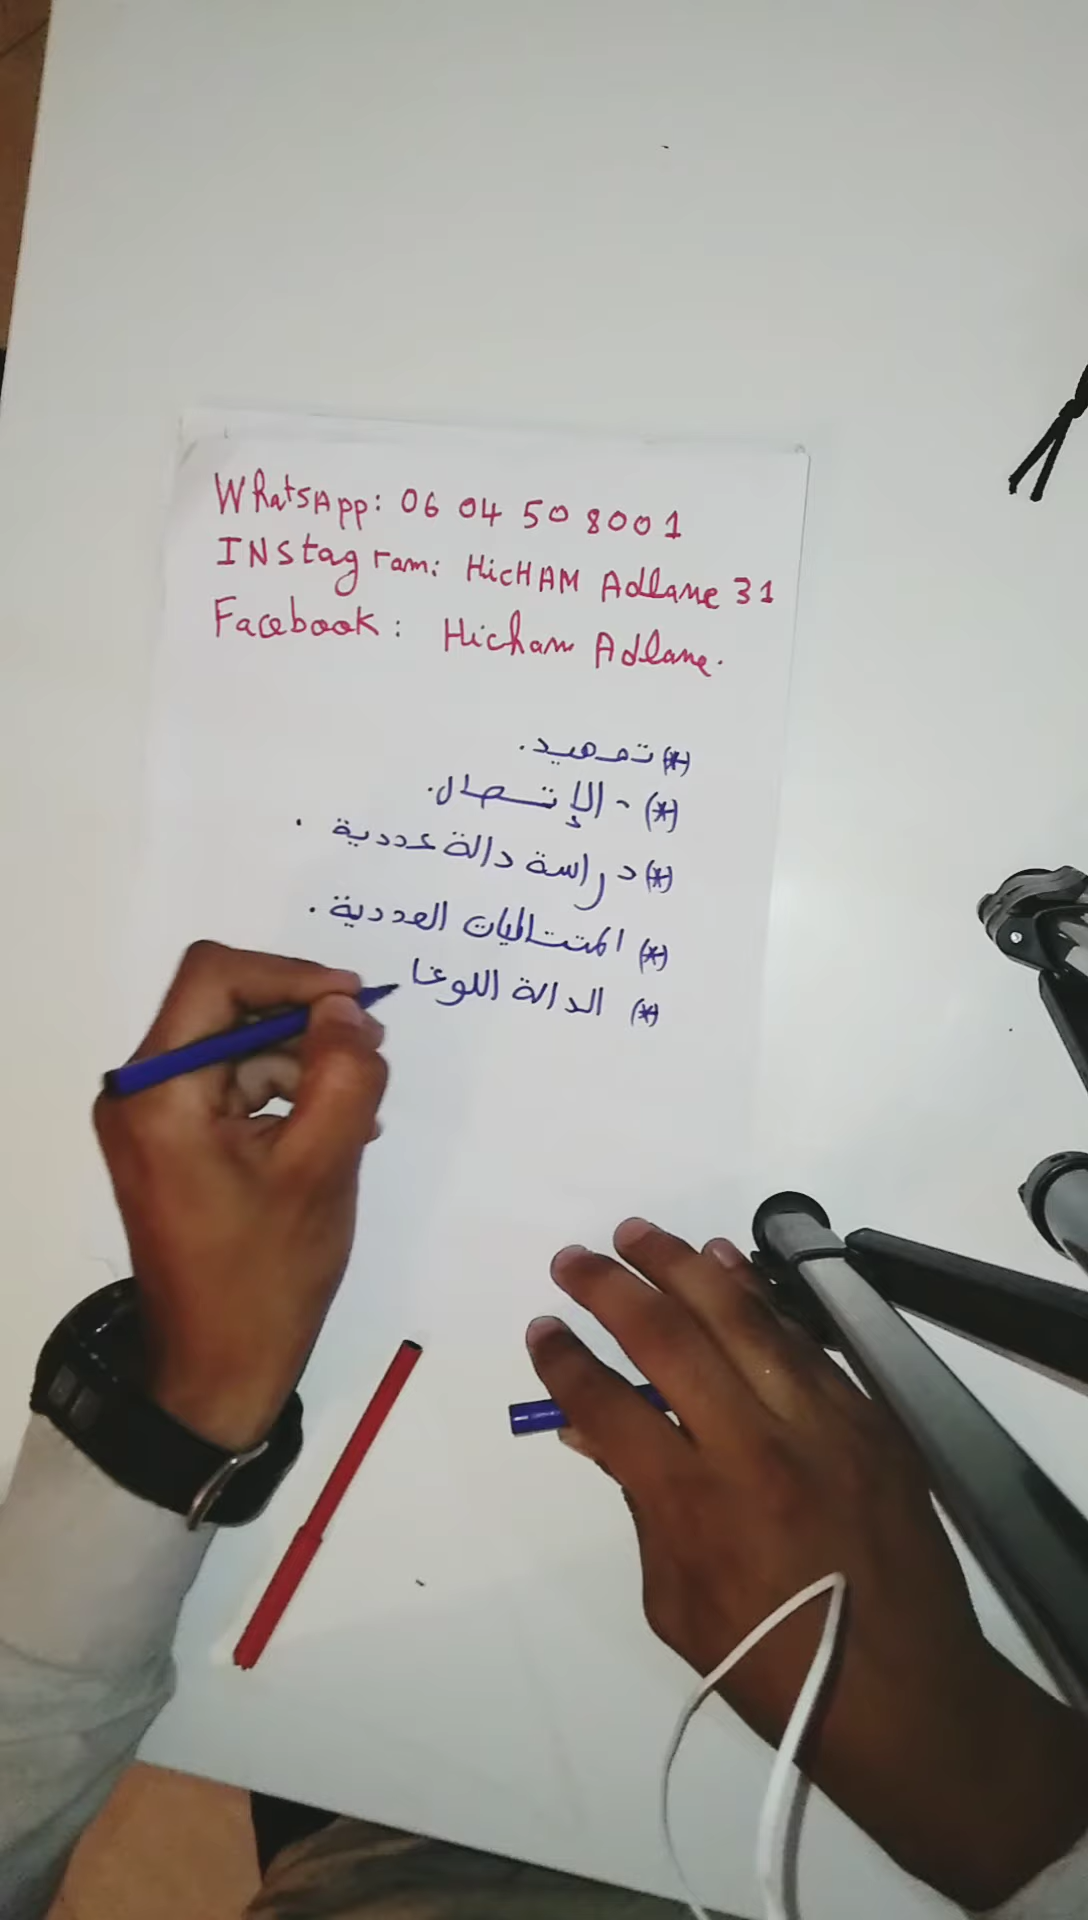 WhatsApp: 06 04 50 8001
INstagram: HicHAM Adlane 31
Facebook: Hicham Adlane.
(*) تمهيد.
(*) - الإتصال.
(*) دراسة دالة عددية.
(*) المتتاليات العددية.
(*) الدالة اللوغا